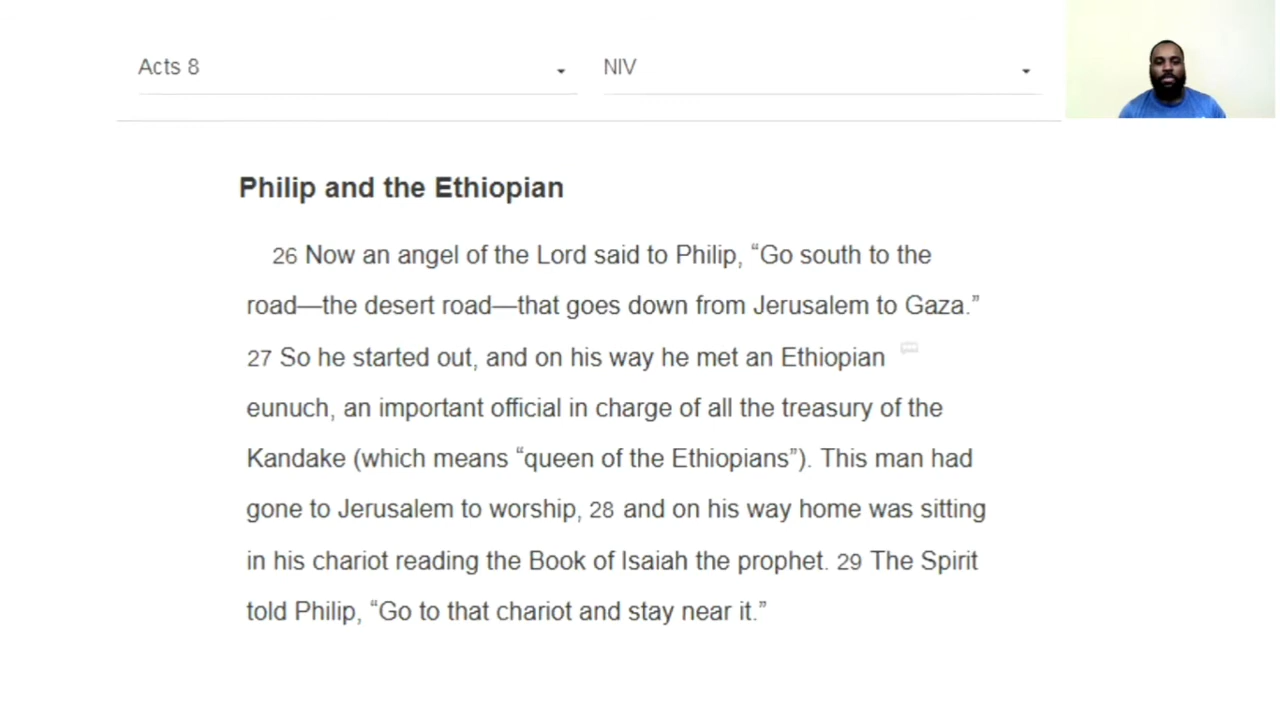 Acts 8
NIV
Philip and the Ethiopian
26 Now an angel of the Lord said to Philip, “Go south to the
road—the desert road—that goes down from Jerusalem to Gaza.”
27 So he started out, and on his way he met an Ethiopian
eunuch, an important official in charge of all the treasury of the
Kandake (which means “queen of the Ethiopians”). This man had
gone to Jerusalem to worship, 28 and on his way home was sitting
in his chariot reading the Book of Isaiah the prophet. 29 The Spirit
told Philip, “Go to that chariot and stay near it.”